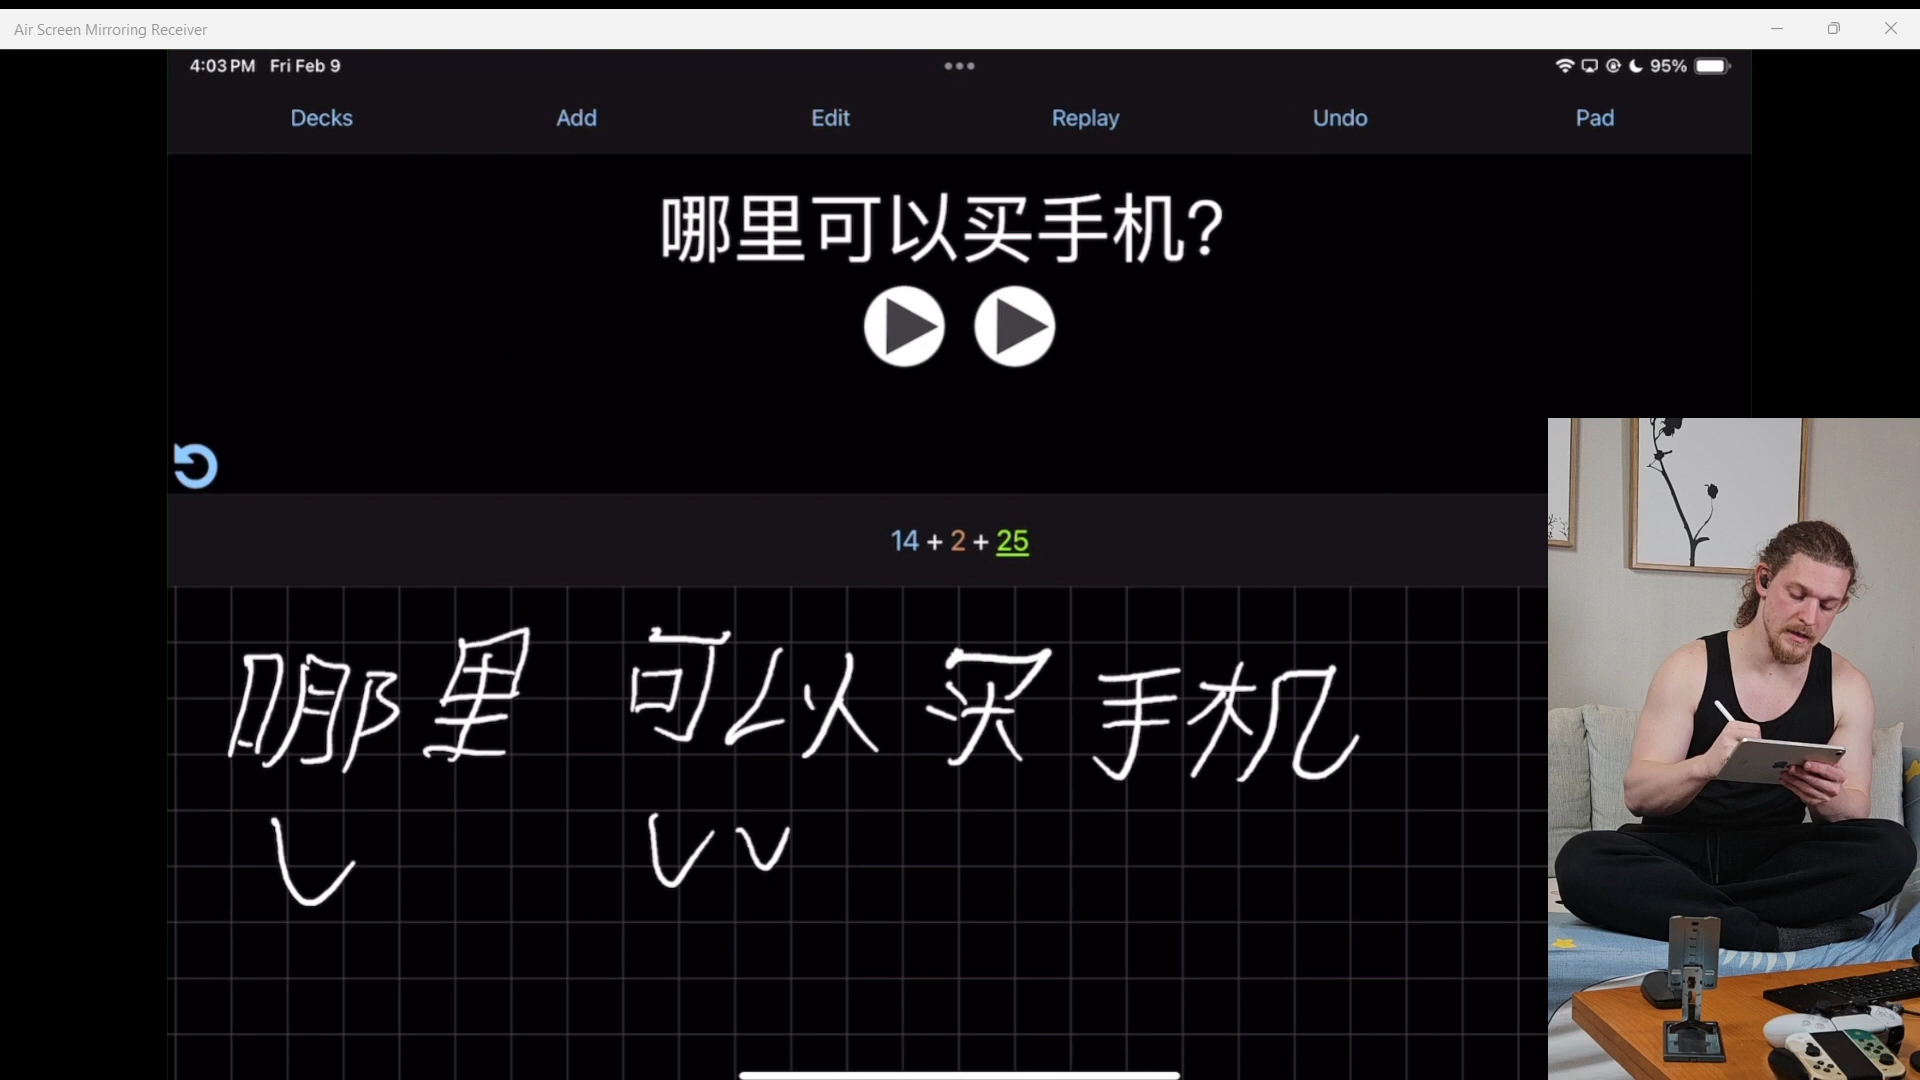 Air Screen Mirroring Receiver
4:03 PM Fri Feb 9
95%
Decks Add Edit Replay Undo Pad
哪里可以买手机?
14 + 2 + 25
哪里 可以 买 手机